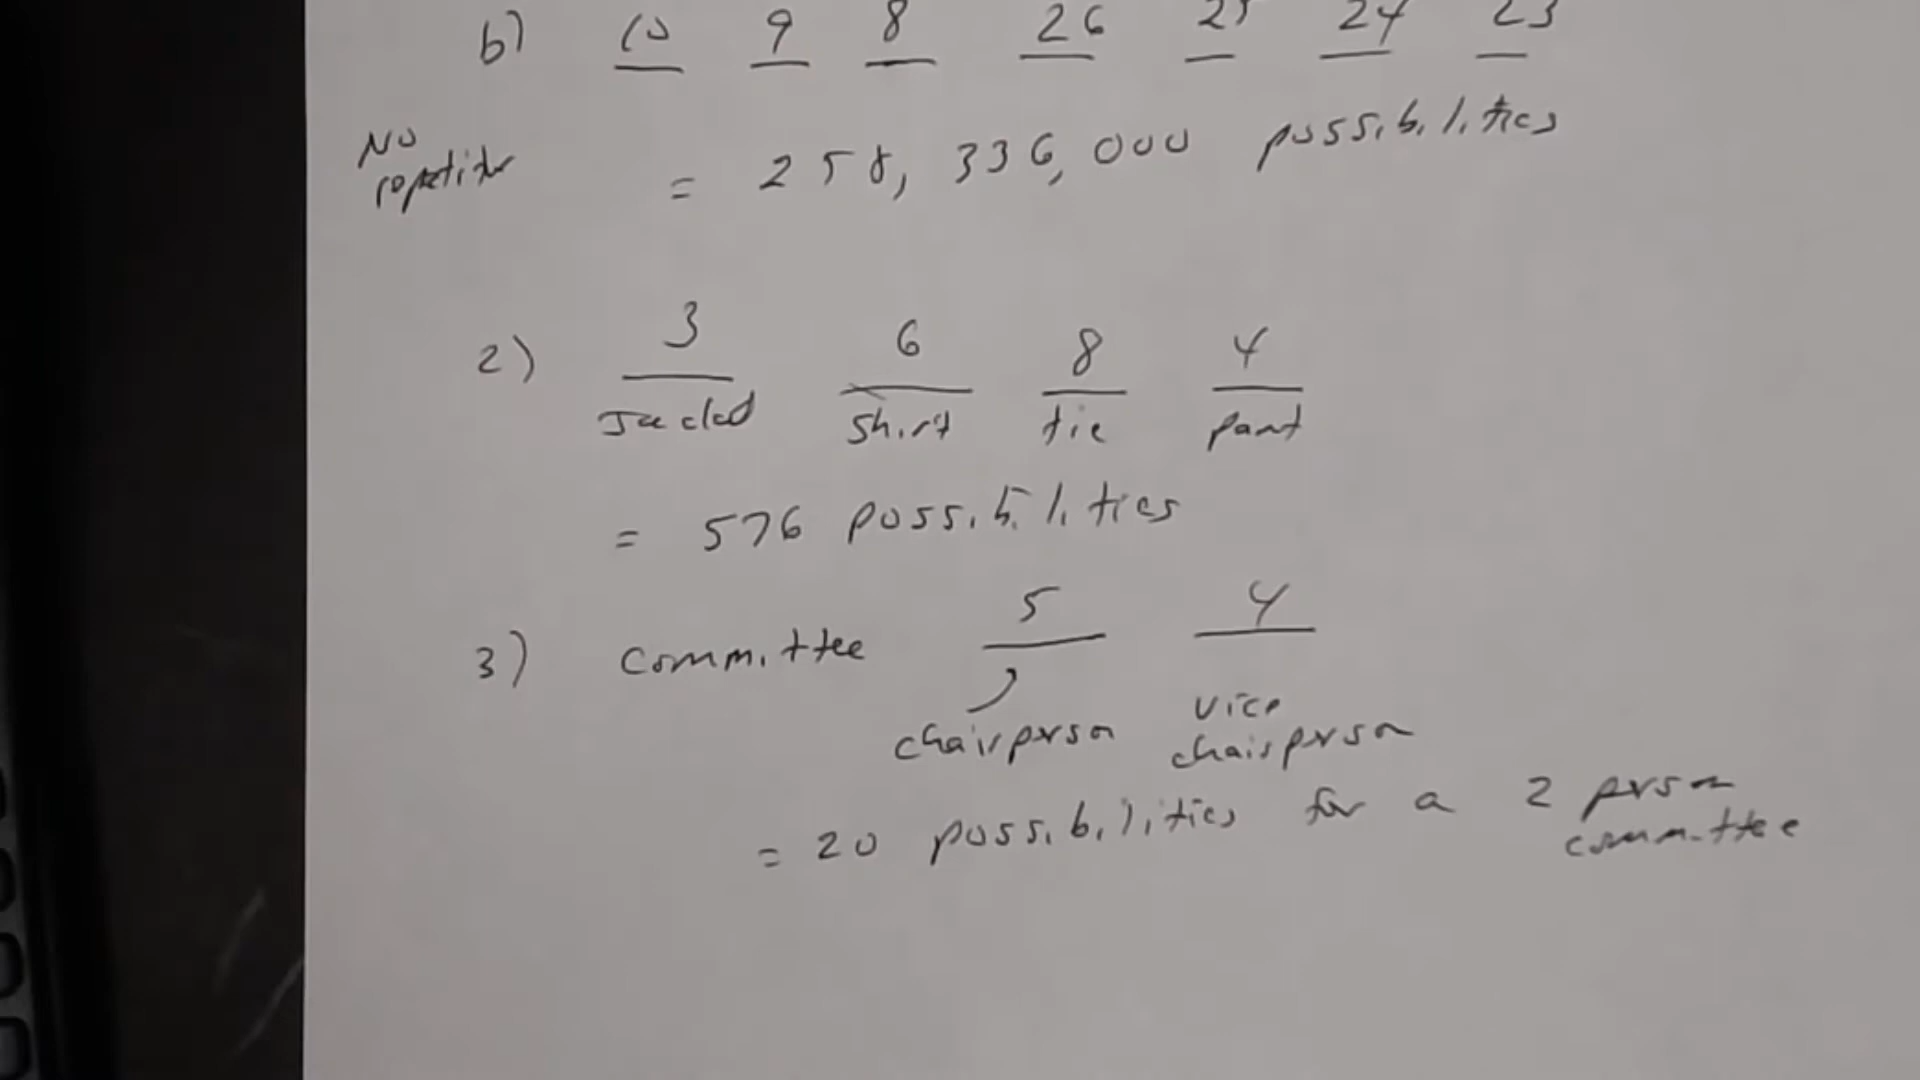 b) 10 9 8 26 25 24 23
No
repetition
= 258,336,000 possibilities
2) 3 6 8 4
Jacket shirt tie pant
= 576 possibilities
3) committee 5 4
chairperson vice
chairperson
= 20 possibilities for a 2 person
committee